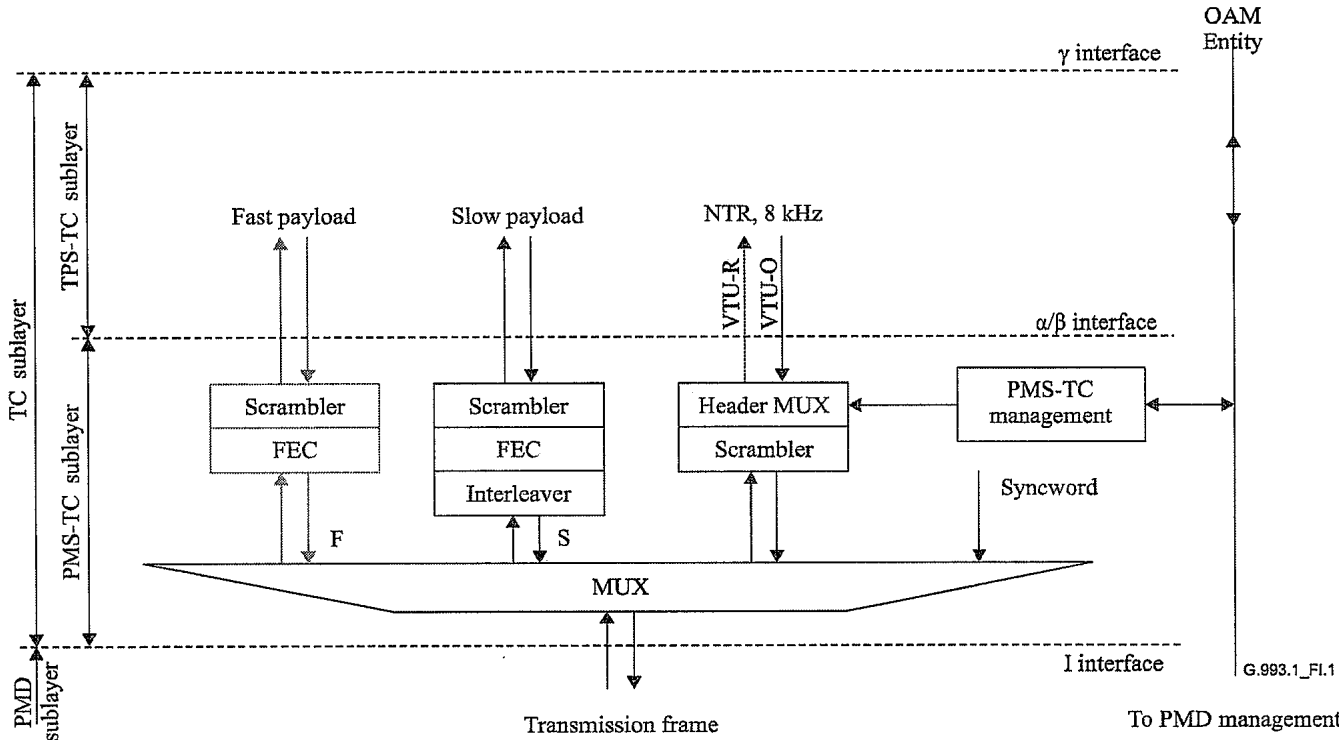 OAM
Entity
γ interface
TC sublayer
TPS-TC sublayer
Fast payload
Slow payload
NTR, 8 kHz
VTU-R
VTU-O
α/β interface
PMS-TC sublayer
Scrambler
FEC
Scrambler
FEC
Interleaver
Header MUX
Scrambler
PMS-TC
management
Syncword
F
S
MUX
I interface
G.993.1_FI.1
PMD
sublayer
Transmission frame
To PMD management